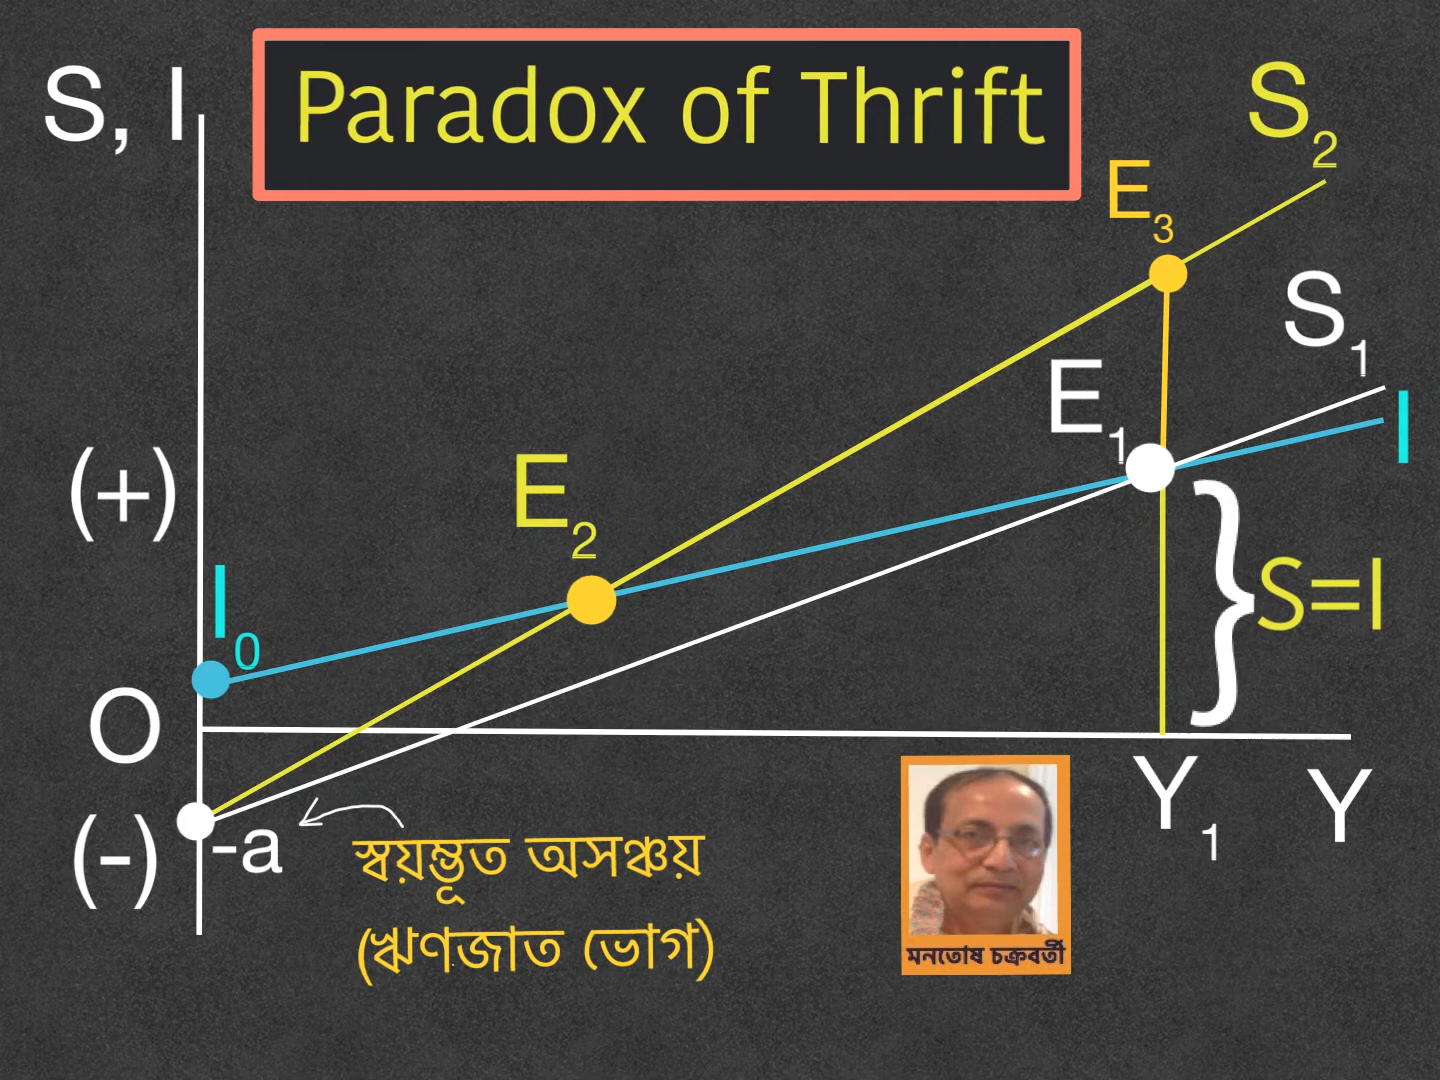 Paradox of Thrift
S, I
S₂
E₃
S₁
E₁
I
(+)
E₂
I₀
S=I
O
Y₁
Y
(-)
-a
স্বয়ম্ভূত অসঞ্চয়
(ঋণজাত ভোগ)
মনতোষ চক্রবর্তী